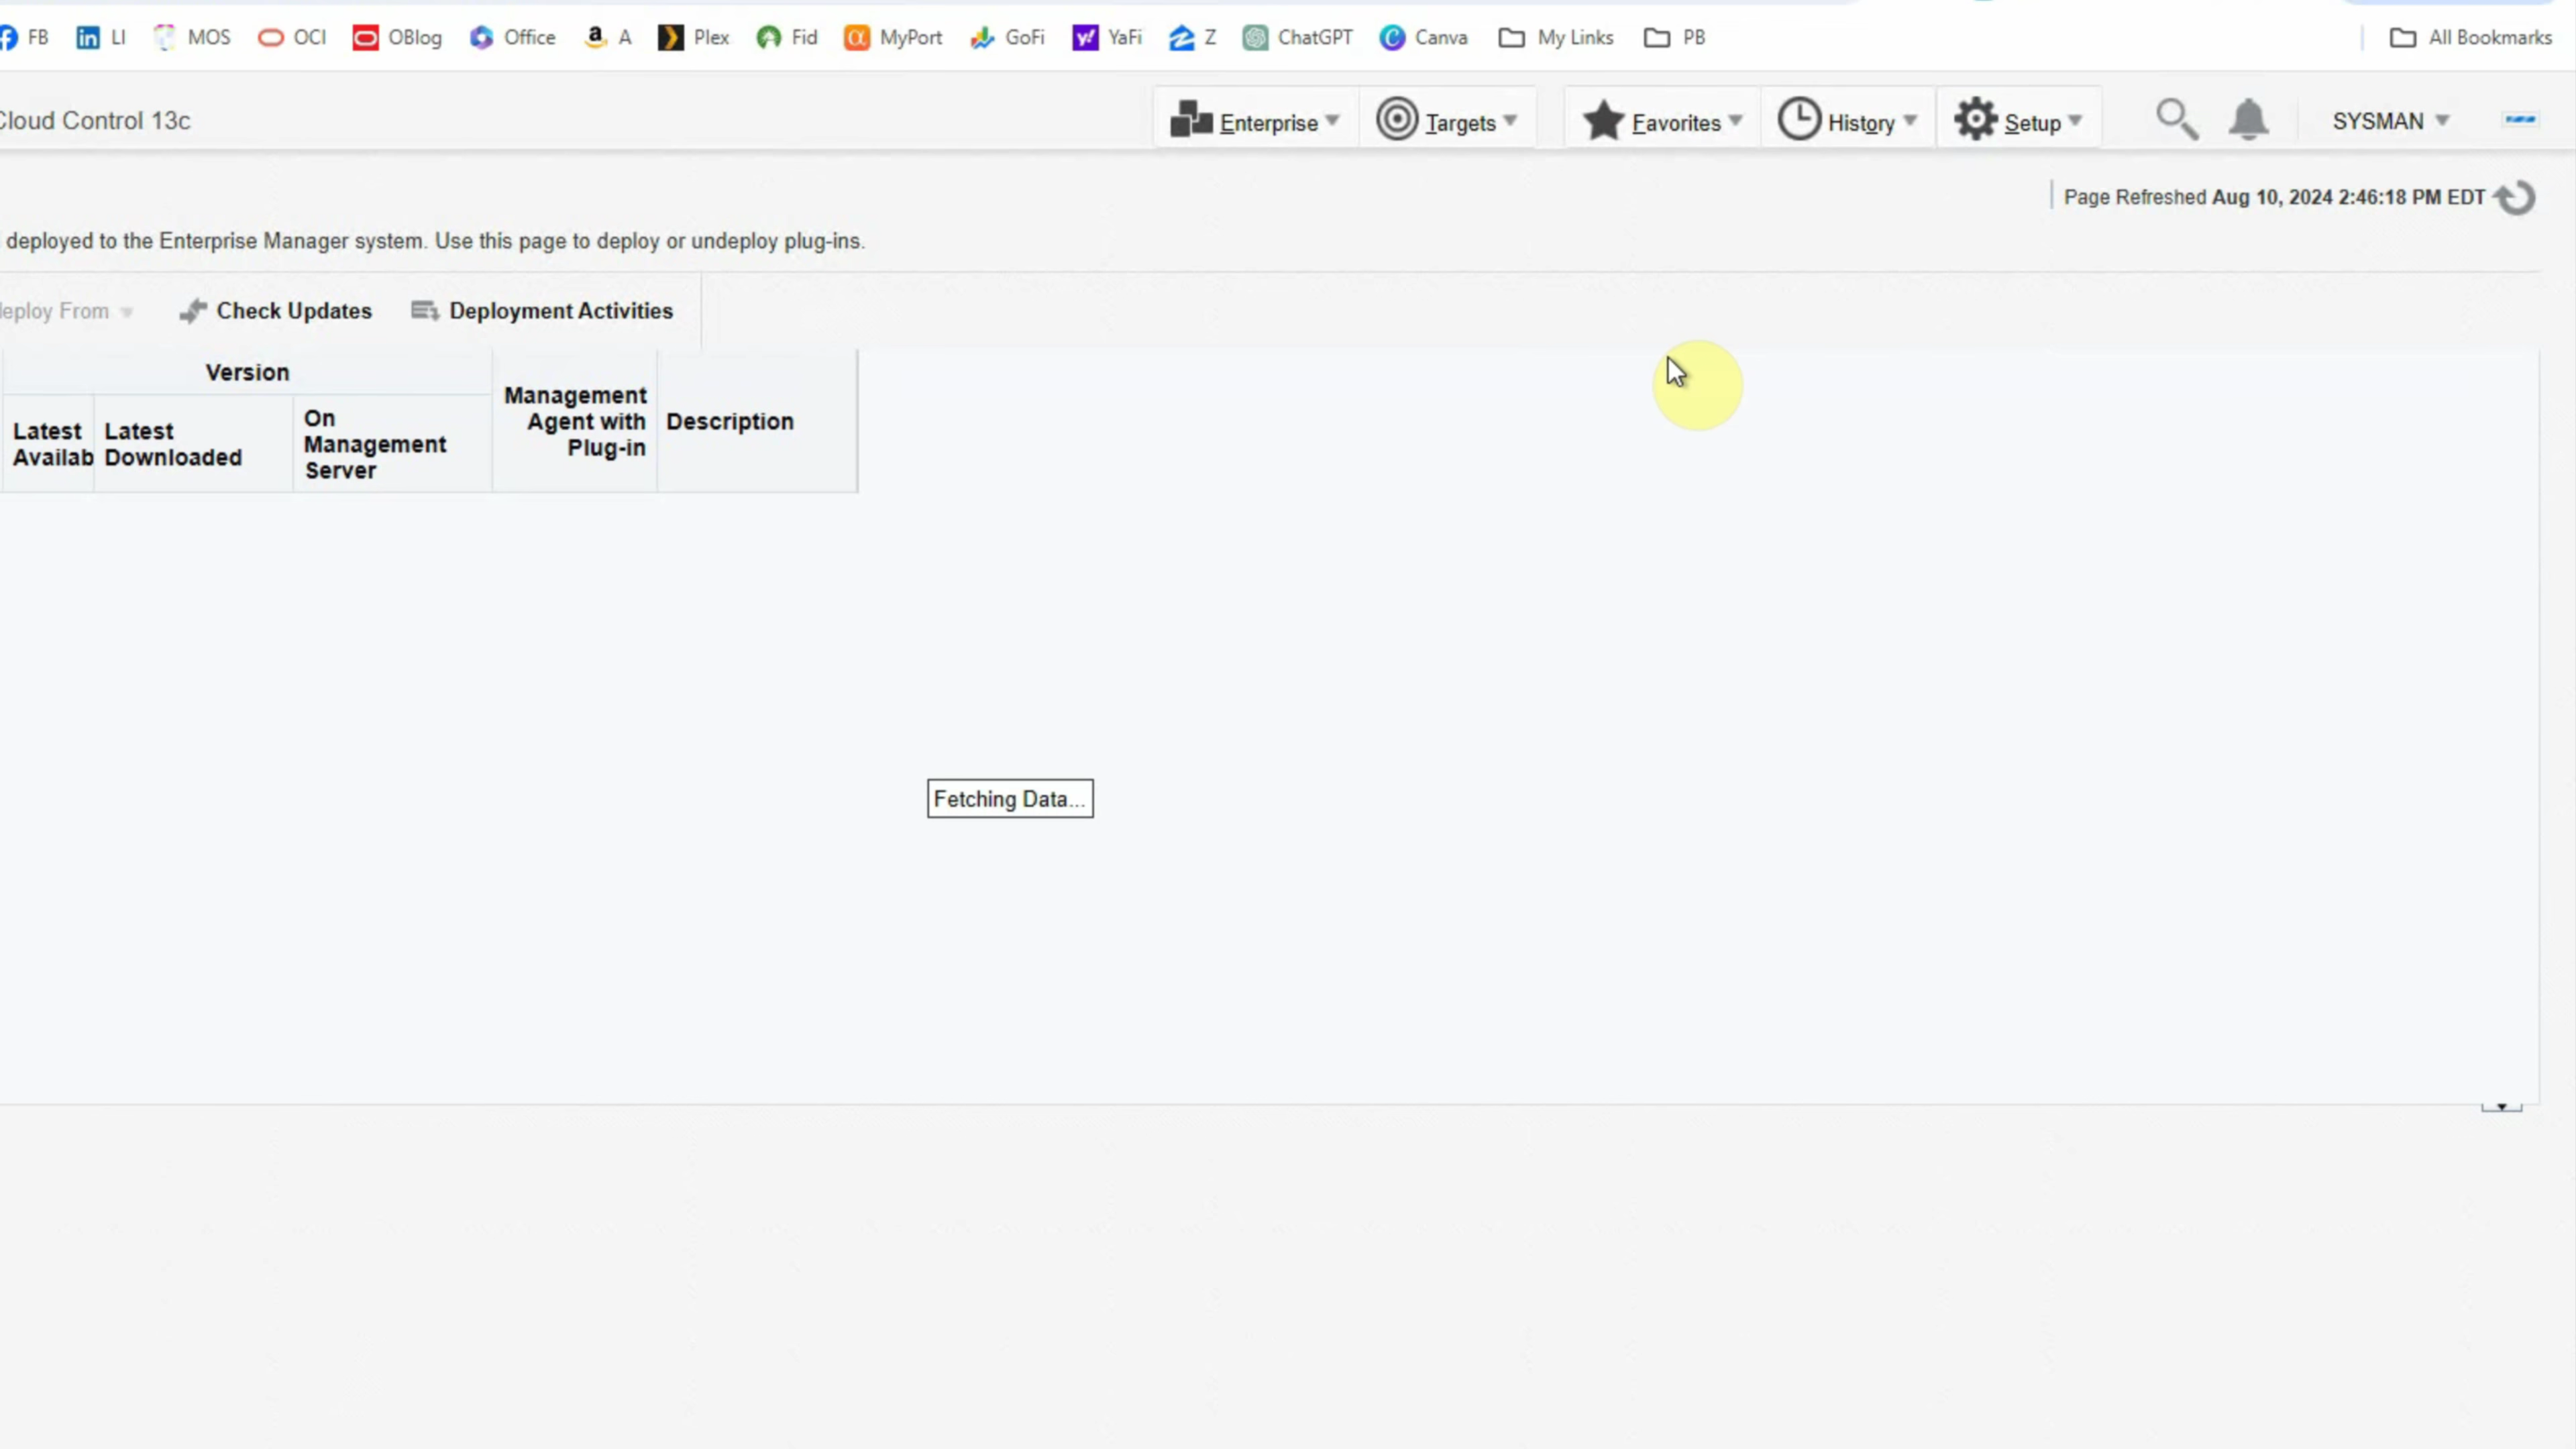 FB LI MOS OCI OBlog Office A Plex Fid MyPort GoFi YaFi Z ChatGPT Canva My Links PB All Bookmarks
Cloud Control 13c Enterprise Targets Favorites History Setup SYSMAN
Page Refreshed Aug 10, 2024 2:46:18 PM EDT
deployed to the Enterprise Manager system. Use this page to deploy or undeploy plug-ins.
eploy From Check Updates Deployment Activities
Version
Latest
Availab
Latest
Downloaded
On
Management
Server
Management
Agent with
Plug-in
Description
Fetching Data...